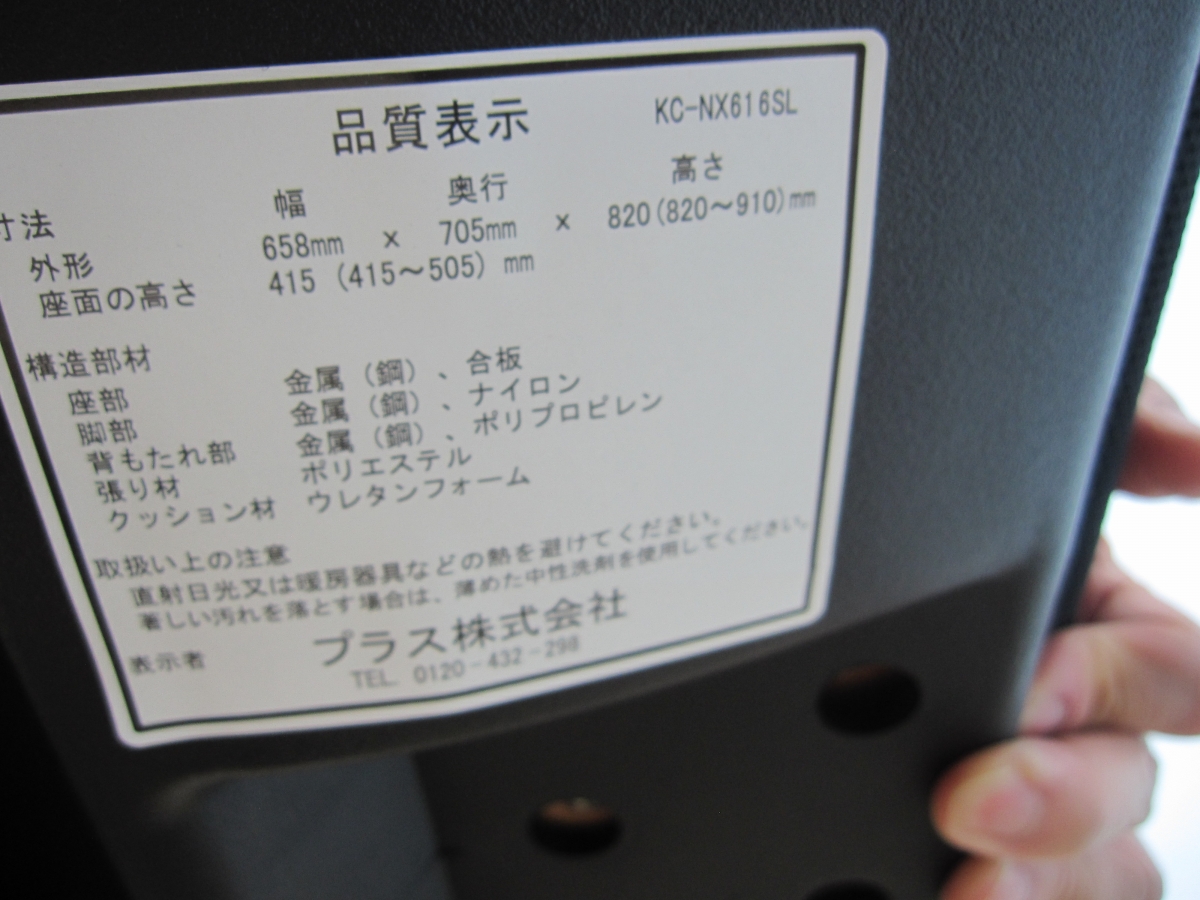 品質表示 KC-NX616SL
寸法 幅 奥行 高さ
外形 658mm × 705mm × 820(820～910)mm
座面の高さ 415 (415～505) mm
構造部材
座部 金属（鋼）、合板
脚部 金属（鋼）、ナイロン
背もたれ部 金属（鋼）、ポリプロピレン
張り材 ポリエステル
クッション材 ウレタンフォーム
取扱い上の注意
直射日光又は暖房器具などの熱を避けてください。
著しい汚れを落とす場合は、薄めた中性洗剤を使用してください。
表示者 プラス株式会社
TEL. 0120-432-298